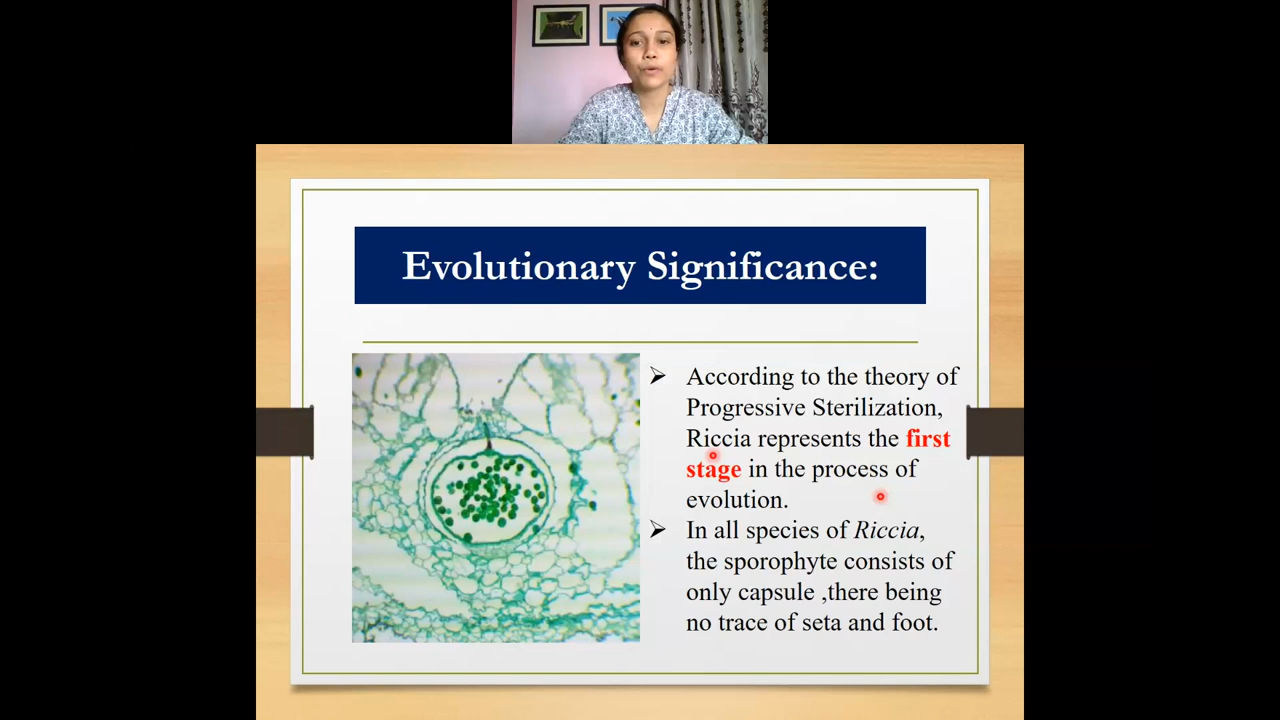 Evolutionary Significance:
➢ According to the theory of
Progressive Sterilization,
Riccia represents the first
stage in the process of
evolution.
➢ In all species of Riccia,
the sporophyte consists of
only capsule ,there being
no trace of seta and foot.